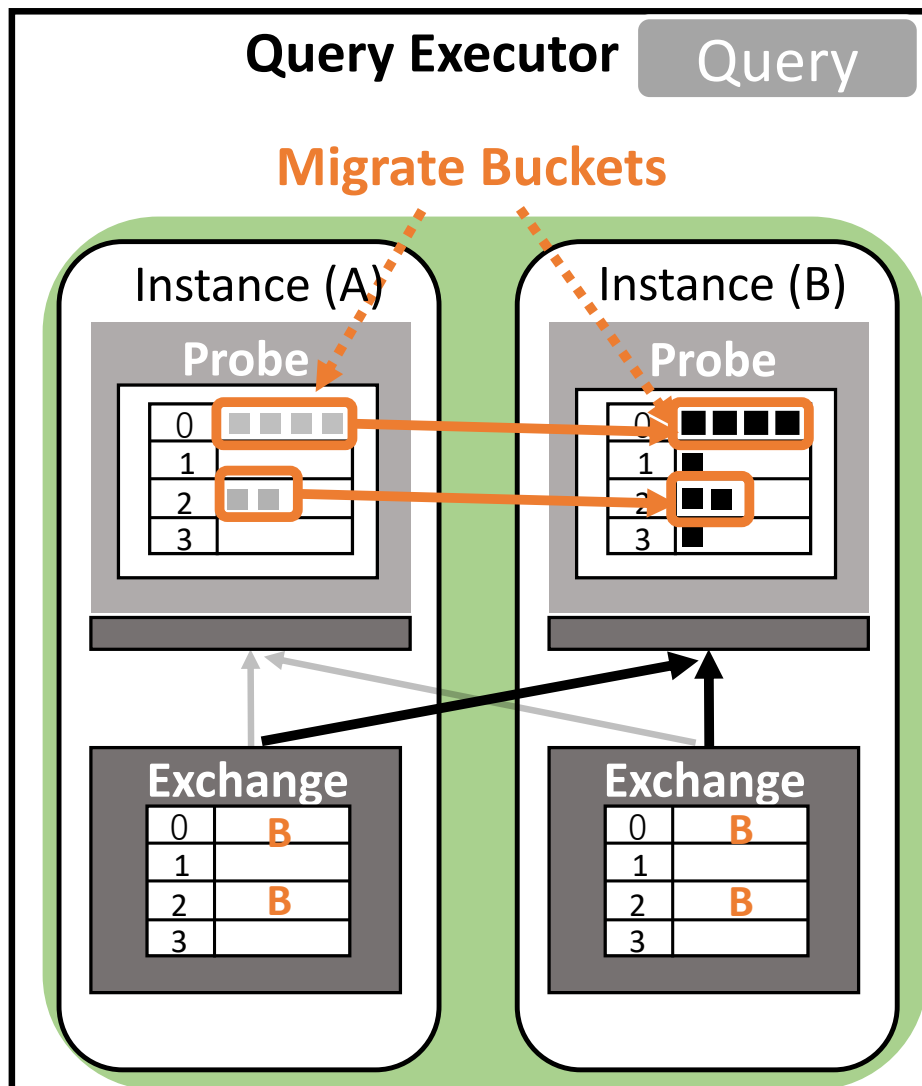 Query Executor Query
Migrate Buckets
Instance (A) Instance (B)
Probe Probe
0 0
1 1
2 2
3 3
Exchange Exchange
0 B 0 B
1 1
2 B 2 B
3 3